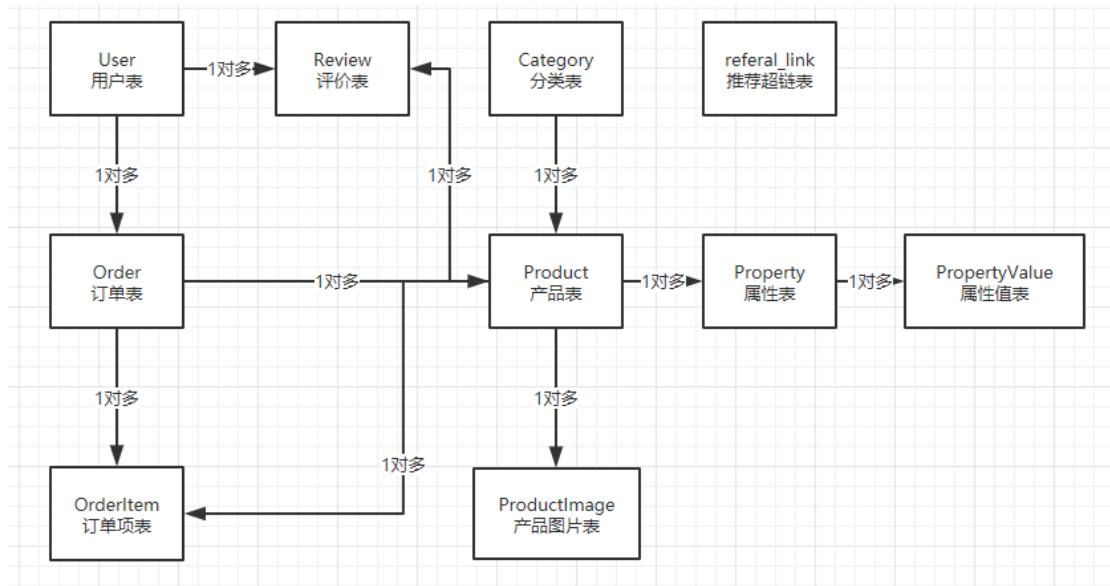 User
用户表
1对多
Review
评价表
Category
分类表
referal_link
推荐超链表
1对多
1对多
1对多
Order
订单表
1对多
Product
产品表
1对多
Property
属性表
1对多
PropertyValue
属性值表
1对多
1对多
1对多
OrderItem
订单项表
ProductImage
产品图片表